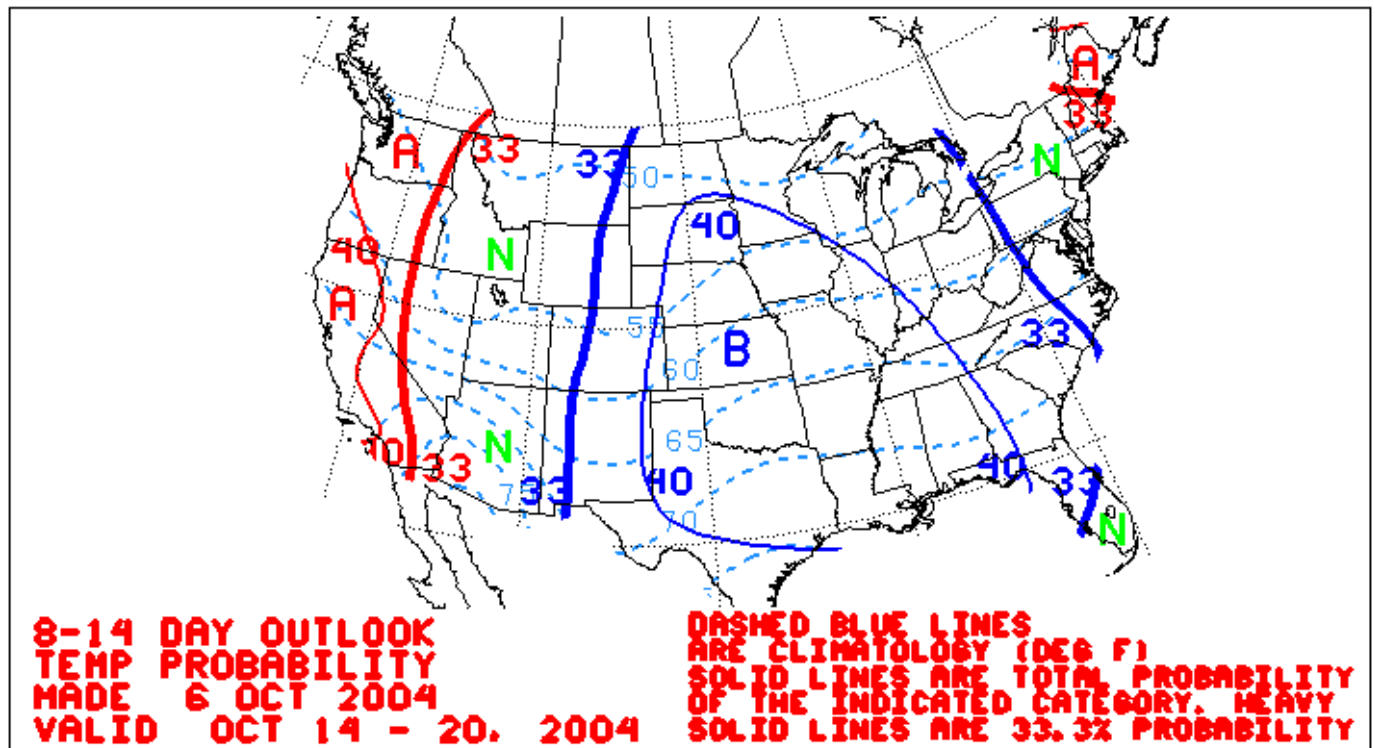 A
33
A
33
33
50
N
40
N
40
A
55
B
33
60
N
65
40
33
33
75
40
40
33
N
70
8-14 DAY OUTLOOK
TEMP PROBABILITY
MADE 6 OCT 2004
VALID OCT 14 - 20, 2004
DASHED BLUE LINES
ARE CLIMATOLOGY (DEG F)
SOLID LINES ARE TOTAL PROBABILITY
OF THE INDICATED CATEGORY. HEAVY
SOLID LINES ARE 33.3% PROBABILITY